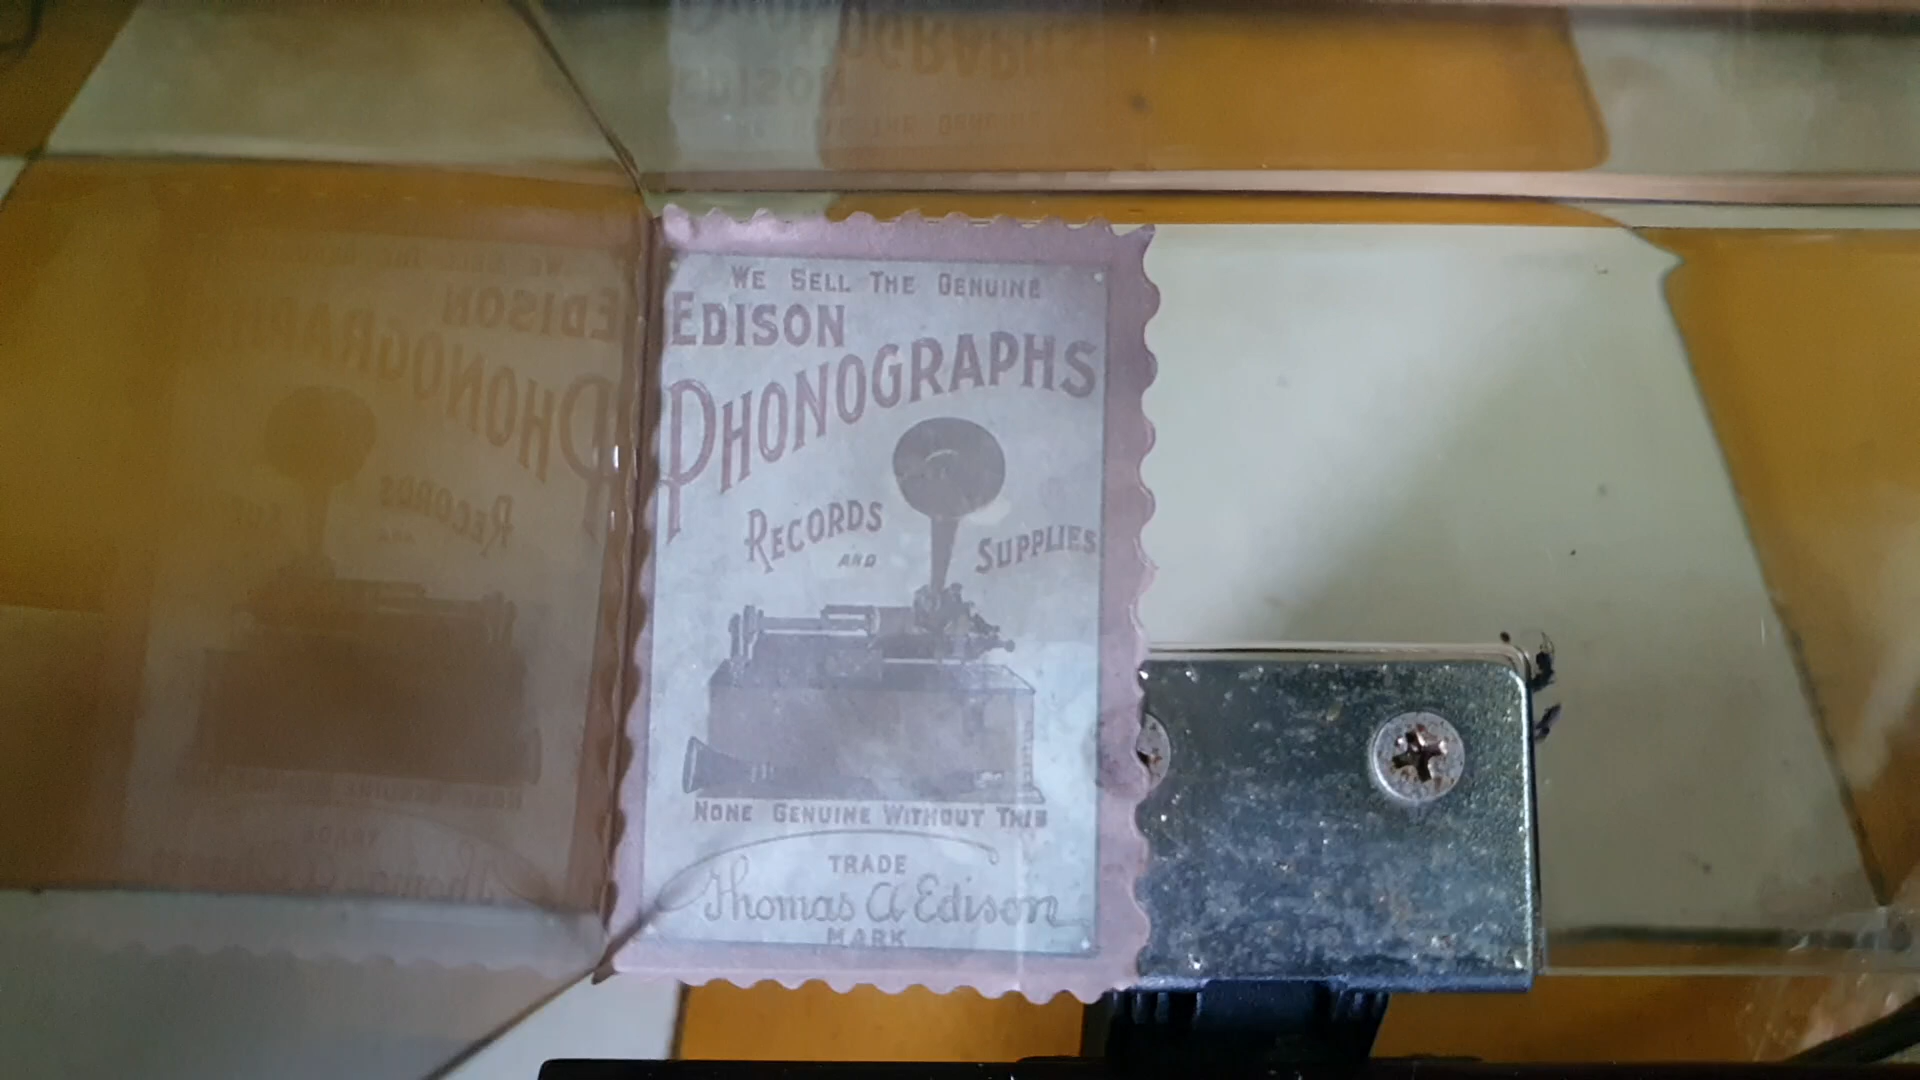 WE SELL THE GENUINE
EDISON
PHONOGRAPHS
RECORDS
AND
SUPPLIES
NONE GENUINE WITHOUT THIS
TRADE
Thomas A Edison
MARK